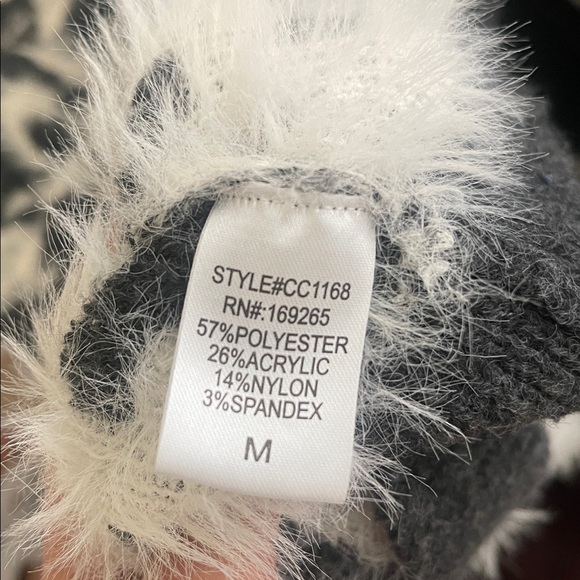 STYLE#CC1168
RN#:169265
57%POLYESTER
26%ACRYLIC
14%NYLON
3%SPANDEX
M